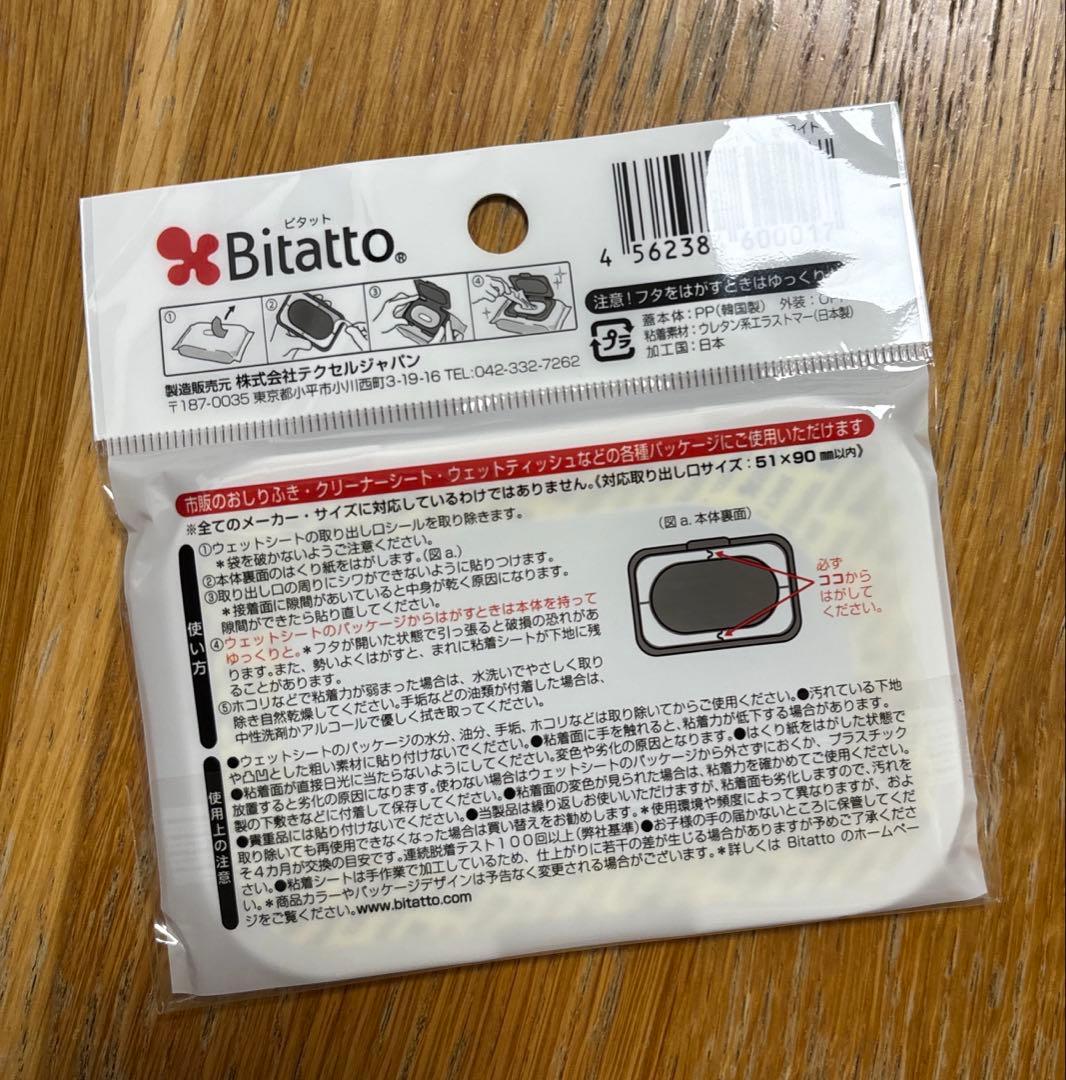 ピタット
Bitatto®
4 56238 600017
① ② ③ ④
注意！フタをはがすときはゆっくり
プラ
蓋本体：PP(韓国製) 外装：OP
粘着素材：ウレタン系エラストマー(日本製)
加工国：日本
製造販売元 株式会社テクセルジャパン
〒187-0035 東京都小平市小川西町3-19-16 TEL:042-332-7262
市販のおしりふき・クリーナーシート・ウェットティッシュなどの各種パッケージにご使用いただけます
※全てのメーカー・サイズに対応しているわけではありません。《対応取り出し口サイズ：51×90㎜以内》
使い方
①ウェットシートの取り出し口シールを取り除きます。
＊袋を破かないようご注意ください。
②本体裏面のはくり紙をはがします。(図a.)
③取り出し口の周りにシワができないように貼りつけます。
＊接着面に隙間があいていると中身が乾く原因になります。
隙間ができたら貼り直してください。
④ウェットシートのパッケージからはがすときは本体を持って
ゆっくりと。＊フタが開いた状態で引っ張ると破損の恐れがあ
ります。また、勢いよくはがすと、まれに粘着シートが下地に残
ることがあります。
⑤ホコリなどで粘着力が弱まった場合は、水洗いでやさしく取り
除き自然乾燥してください。手垢などの油類が付着した場合は、
中性洗剤かアルコールで優しく拭き取ってください。
(図a.本体裏面)
必ず
ココから
はがして
ください。
使用上の注意
●ウェットシートのパッケージの水分、油分、手垢、ホコリなどは取り除いてからご使用ください。●汚れている下地
や凸凹とした粗い素材に貼り付けないでください。●粘着面に手を触れると、粘着力が低下する場合があります。
●粘着面が直接日光に当たらないようにしてください。変色や劣化の原因となります。●はくり紙をはがした状態で
放置すると劣化の原因になります。使わない場合はウェットシートのパッケージから外さずにおくか、プラスチック
製の下敷きなどに付着して保存してください。●粘着面の変色が見られた場合は、粘着力を確かめてご使用ください。
●貴重品には貼り付けないでください。●当製品は繰り返しお使いいただけますが、粘着面も劣化しますので、汚れを
取り除いても再使用できなくなった場合は買い替えをお勧めします。＊使用環境や頻度によって異なりますが、およ
そ4カ月が交換の目安です。連続脱着テスト100回以上(弊社基準)●お子様の手の届かないところに保管してくだ
さい。●粘着シートは手作業で加工しているため、仕上がりに若干の差が生じる場合がありますが予めご了承くださ
い。＊商品カラーやパッケージデザインは予告なく変更される場合がございます。＊詳しくは Bitatto のホームペー
ジをご覧ください。www.bitatto.com